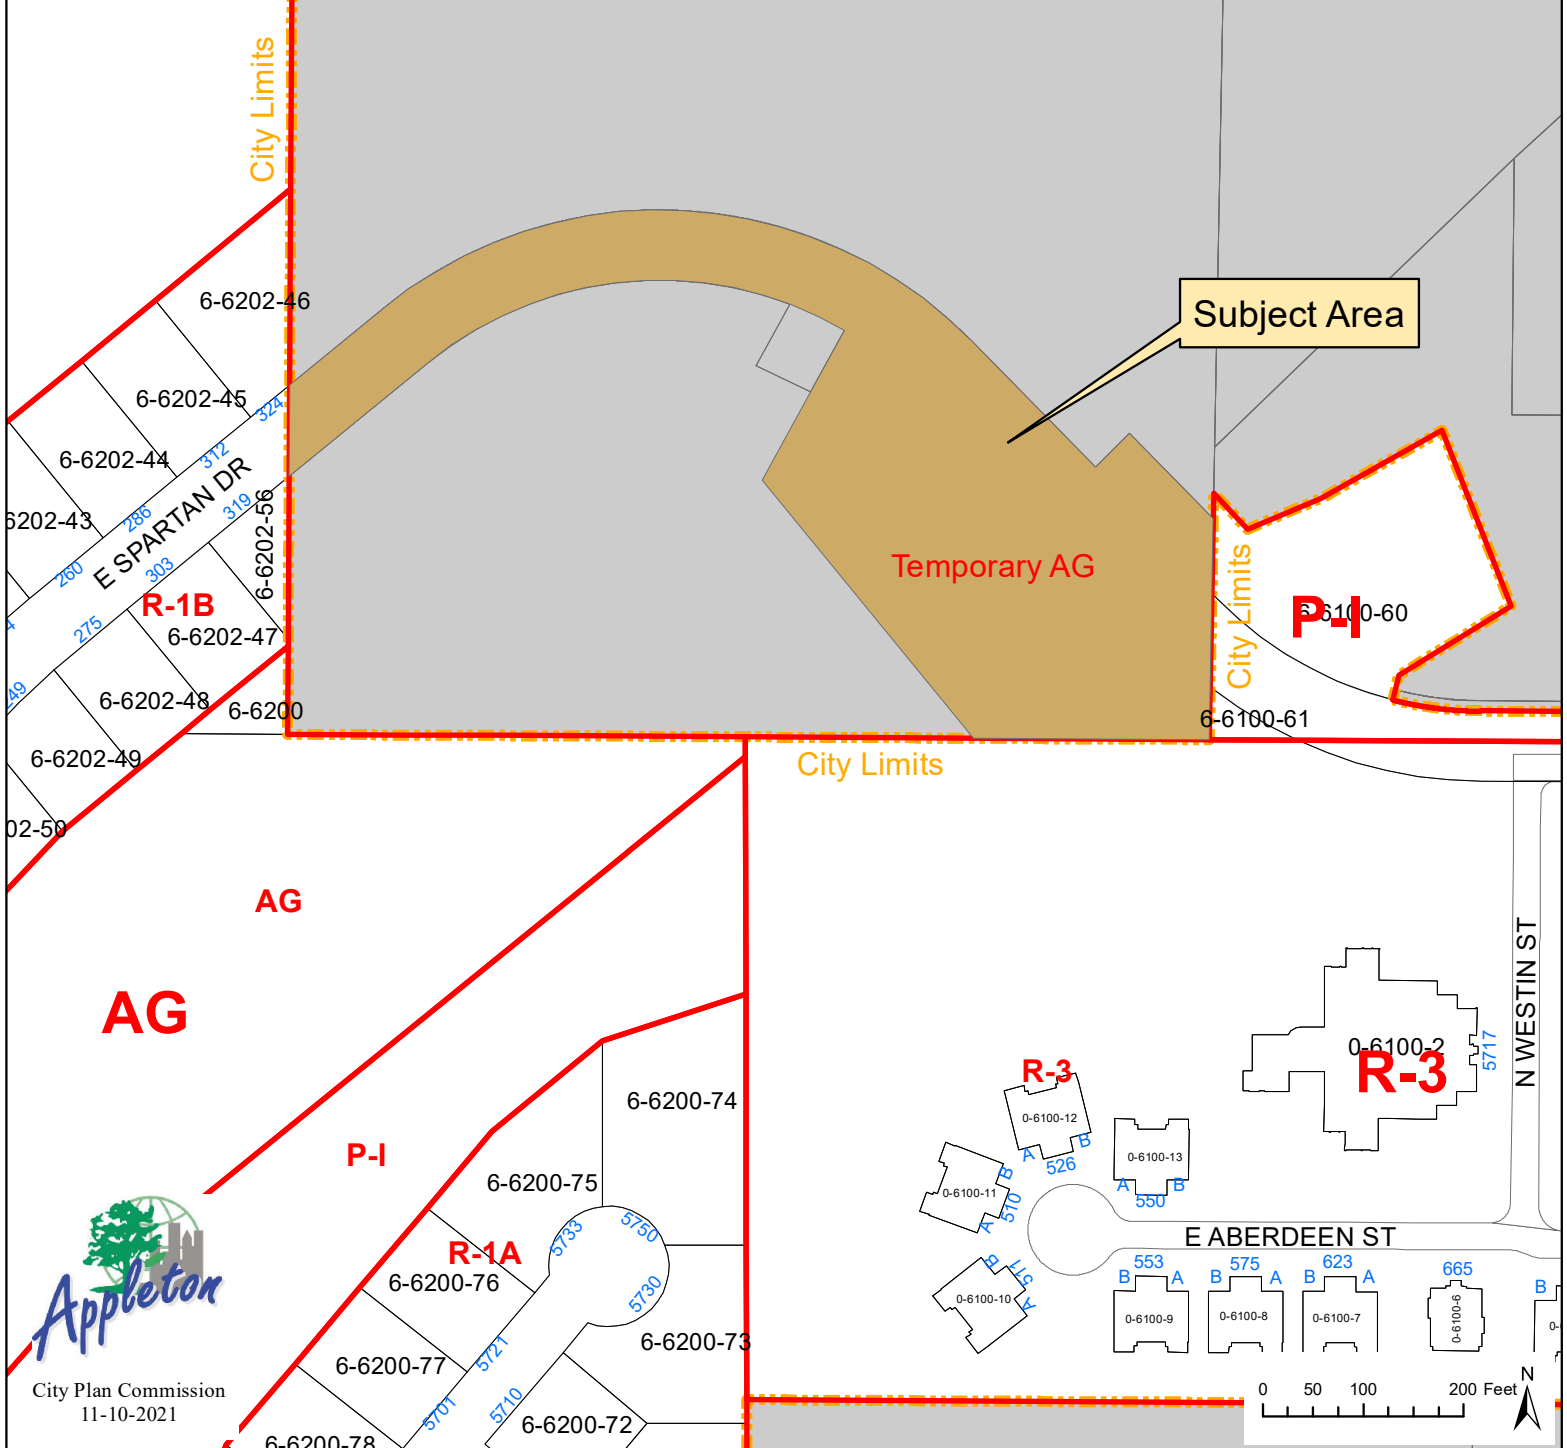 City Limits
6-6202-46
Subject Area
6-6202-45
324
6-6202-44
312
6202-43
286
E SPARTAN DR
319
6-6202-56
260
303
Temporary AG
City Limits
R-1B
P-I
6-6100-60
275
6-6202-47
249
6-6202-48
6-6200
6-6100-61
6-6202-49
City Limits
02-50
AG
AG
N WESTIN ST
0-6100-2
R-3
5717
R-3
6-6200-74
0-6100-12
A
B
526
P-I
0-6100-13
A
B
550
6-6200-75
0-6100-11
B
A
510
5733
5750
E ABERDEEN ST
R-1A
6-6200-76
5730
B
511
A
0-6100-10
553
B
A
0-6100-9
575
B
A
0-6100-8
623
B
A
0-6100-7
665
0-6100-6
B
Appleton
6-6200-73
5721
6-6200-77
City Plan Commission
11-10-2021
5701
5710
6-6200-72
6-6200-78
0 50 100 200 Feet
N